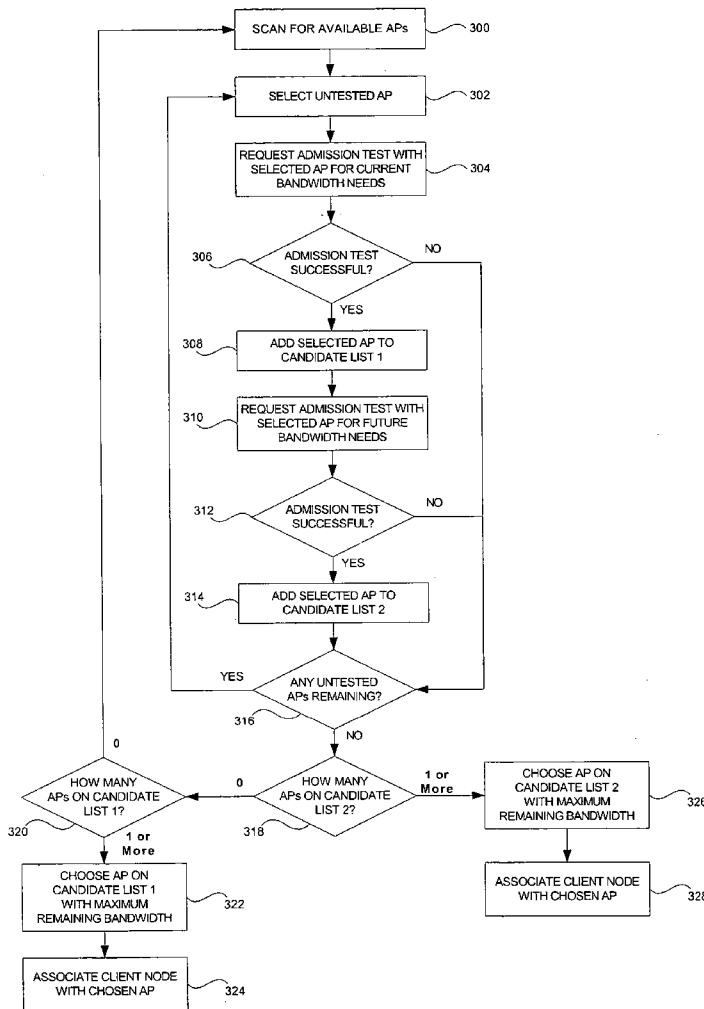 SCAN FOR AVAILABLE APs
300
SELECT UNTESTED AP
302
REQUEST ADMISSION TEST WITH
SELECTED AP FOR CURRENT
BANDWIDTH NEEDS
304
306
ADMISSION TEST
SUCCESSFUL?
NO
YES
308
ADD SELECTED AP TO
CANDIDATE LIST 1
310
REQUEST ADMISSION TEST WITH
SELECTED AP FOR FUTURE
BANDWIDTH NEEDS
312
ADMISSION TEST
SUCCESSFUL?
NO
YES
314
ADD SELECTED AP TO
CANDIDATE LIST 2
YES
ANY UNTESTED
APs REMAINING?
316
NO
0
HOW MANY
APs ON CANDIDATE
LIST 1?
320
0
HOW MANY
APs ON CANDIDATE
LIST 2?
318
1 or
More
CHOOSE AP ON
CANDIDATE LIST 2
WITH MAXIMUM
REMAINING BANDWIDTH
326
1 or
More
CHOOSE AP ON
CANDIDATE LIST 1
WITH MAXIMUM
REMAINING BANDWIDTH
322
ASSOCIATE CLIENT NODE
WITH CHOSEN AP
328
ASSOCIATE CLIENT NODE
WITH CHOSEN AP
324